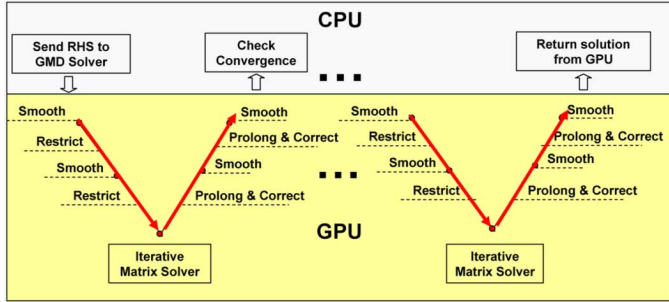 CPU
Send RHS to
GMD Solver
Check
Convergence
Return solution
from GPU
...
Smooth
Smooth
Smooth
Smooth
Restrict
Prolong & Correct
Restrict
Prolong & Correct
Smooth
Smooth
...
Smooth
Smooth
Restrict
Prolong & Correct
Restrict
Prolong & Correct
GPU
Iterative
Matrix Solver
Iterative
Matrix Solver